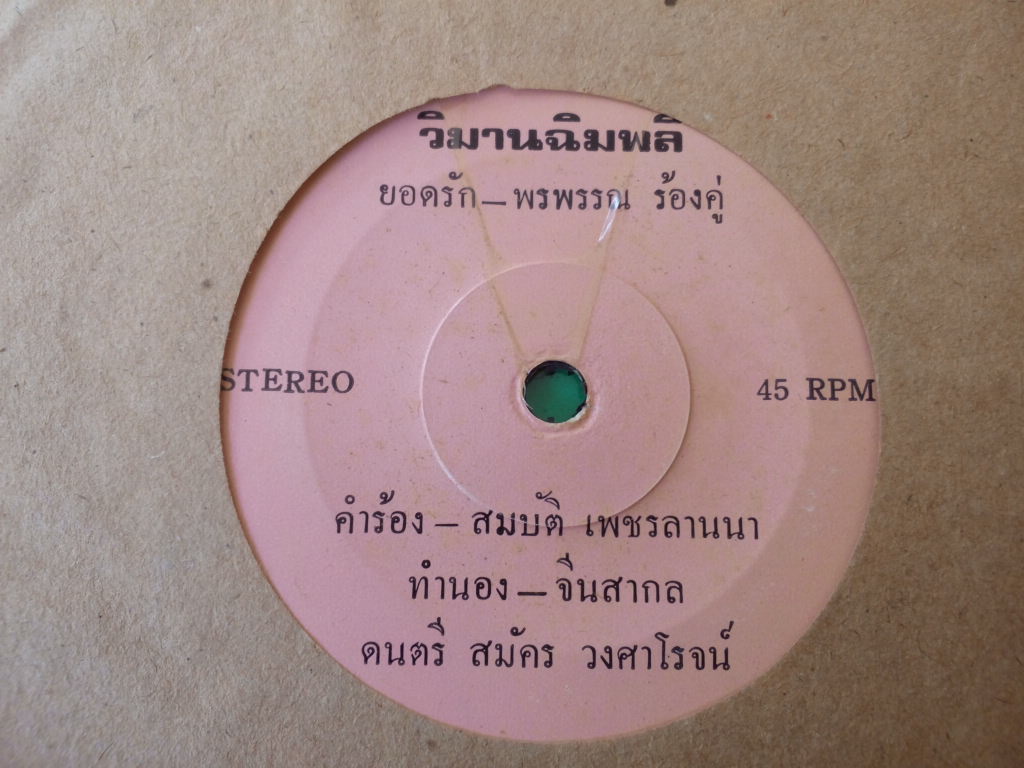 วิมานฉิมพลี
ยอดรัก – พรพรรณ ร้องคู่
STEREO 45 RPM
คำร้อง – สมบัติ เพชรลานนา
ทำนอง – จีนสากล
ดนตรี สมัคร วงศาโรจน์